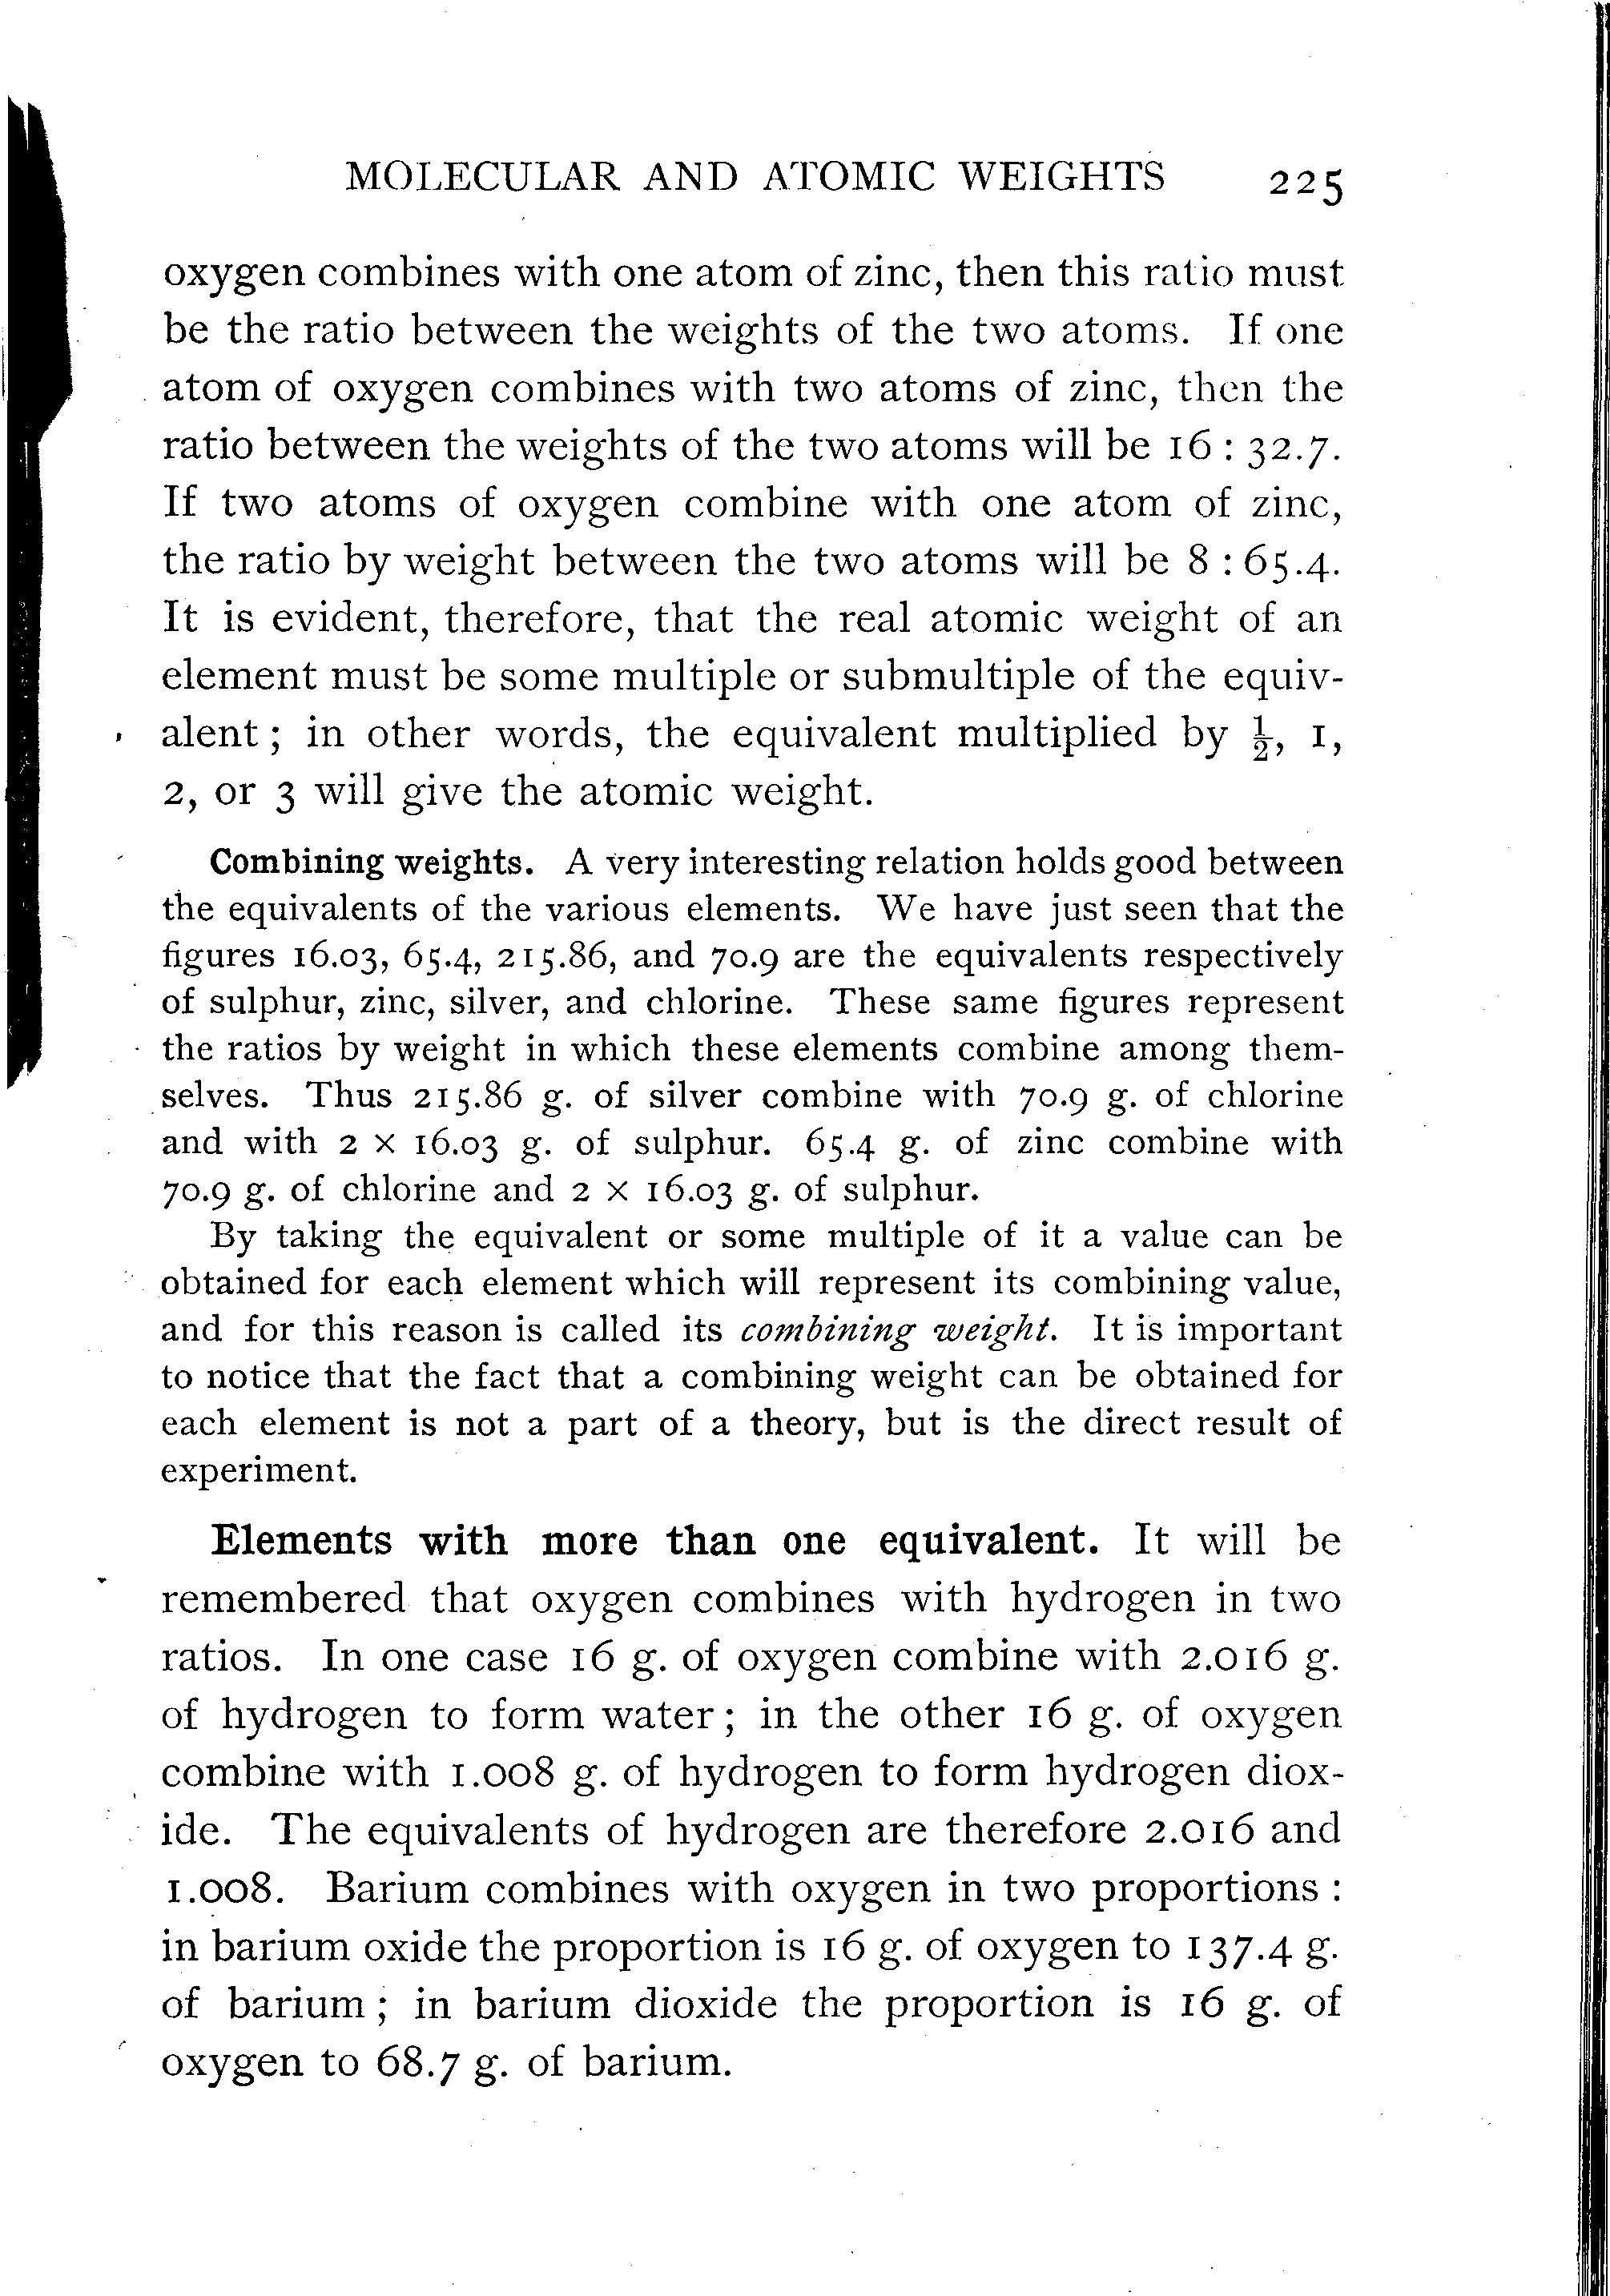 MOLECULAR AND ATOMIC WEIGHTS 225
oxygen combines with one atom of zinc, then this ratio must
be the ratio between the weights of the two atoms. If one
atom of oxygen combines with two atoms of zinc, then the
ratio between the weights of the two atoms will be 16 : 32.7.
If two atoms of oxygen combine with one atom of zinc,
the ratio by weight between the two atoms will be 8 : 65.4.
It is evident, therefore, that the real atomic weight of an
element must be some multiple or submultiple of the equiv-
alent; in other words, the equivalent multiplied by ½, 1,
2, or 3 will give the atomic weight.
Combining weights. A very interesting relation holds good between
the equivalents of the various elements. We have just seen that the
figures 16.03, 65.4, 215.86, and 70.9 are the equivalents respectively
of sulphur, zinc, silver, and chlorine. These same figures represent
the ratios by weight in which these elements combine among them-
selves. Thus 215.86 g. of silver combine with 70.9 g. of chlorine
and with 2 × 16.03 g. of sulphur. 65.4 g. of zinc combine with
70.9 g. of chlorine and 2 × 16.03 g. of sulphur.
By taking the equivalent or some multiple of it a value can be
obtained for each element which will represent its combining value,
and for this reason is called its combining weight. It is important
to notice that the fact that a combining weight can be obtained for
each element is not a part of a theory, but is the direct result of
experiment.
Elements with more than one equivalent. It will be
remembered that oxygen combines with hydrogen in two
ratios. In one case 16 g. of oxygen combine with 2.016 g.
of hydrogen to form water; in the other 16 g. of oxygen
combine with 1.008 g. of hydrogen to form hydrogen diox-
ide. The equivalents of hydrogen are therefore 2.016 and
1.008. Barium combines with oxygen in two proportions :
in barium oxide the proportion is 16 g. of oxygen to 137.4 g.
of barium; in barium dioxide the proportion is 16 g. of
oxygen to 68.7 g. of barium.